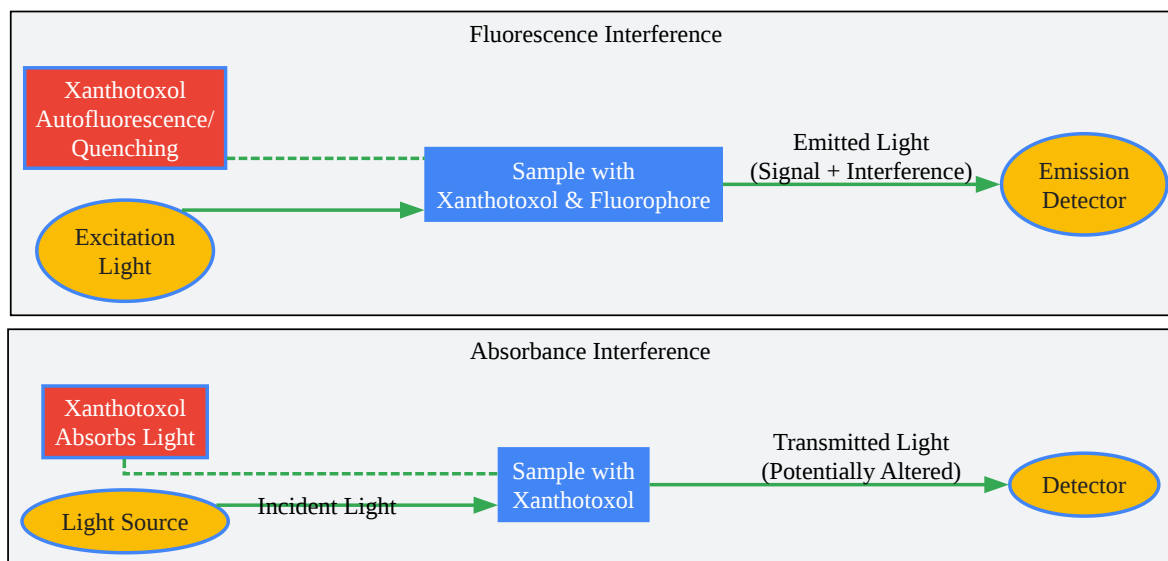 Fluorescence Interference
Xanthotoxol
Autofluorescence/
Quenching
Excitation
Light
Sample with
Xanthotoxol & Fluorophore
Emitted Light
(Signal + Interference)
Emission
Detector
Absorbance Interference
Xanthotoxol
Absorbs Light
Light Source
Incident Light
Sample with
Xanthotoxol
Transmitted Light
(Potentially Altered)
Detector